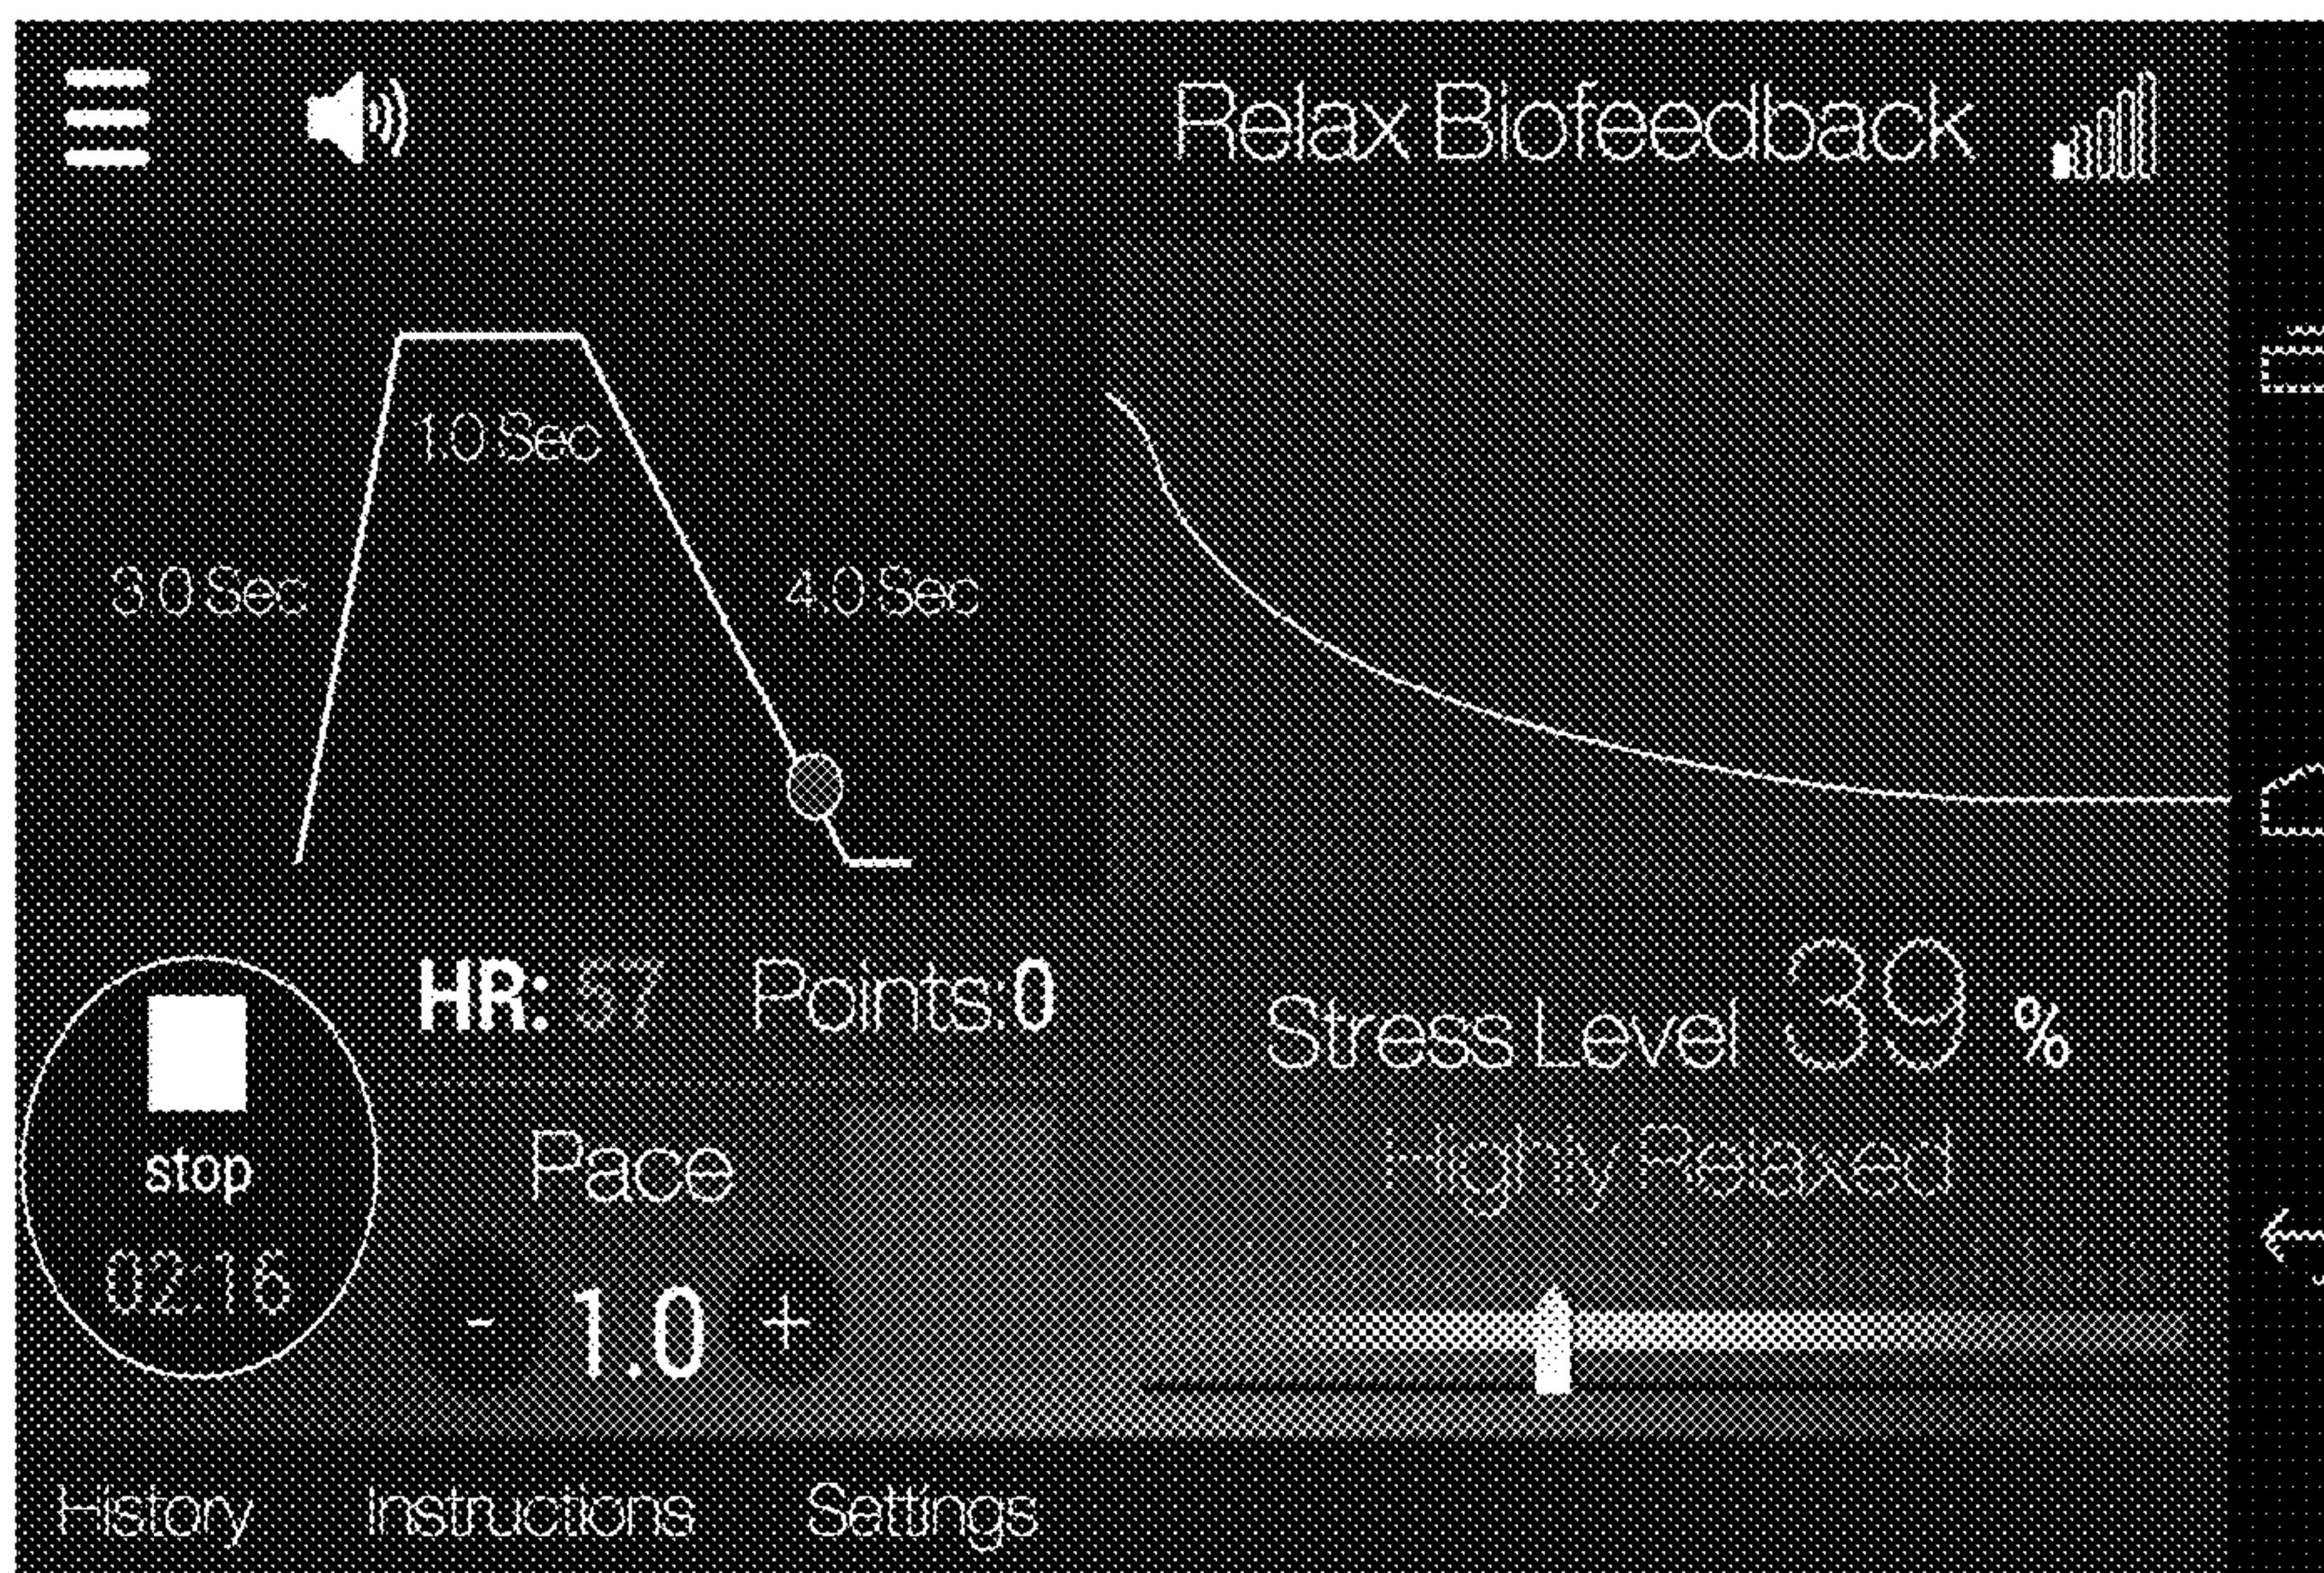 Relax Biofeedback
1.0 Sec
3.0 Sec
4.0 Sec
HR: 57 Points:0
Stress Level 39 %
stop
Pace
Highly Relaxed
02:16
- 1.0 +
History Instructions Settings